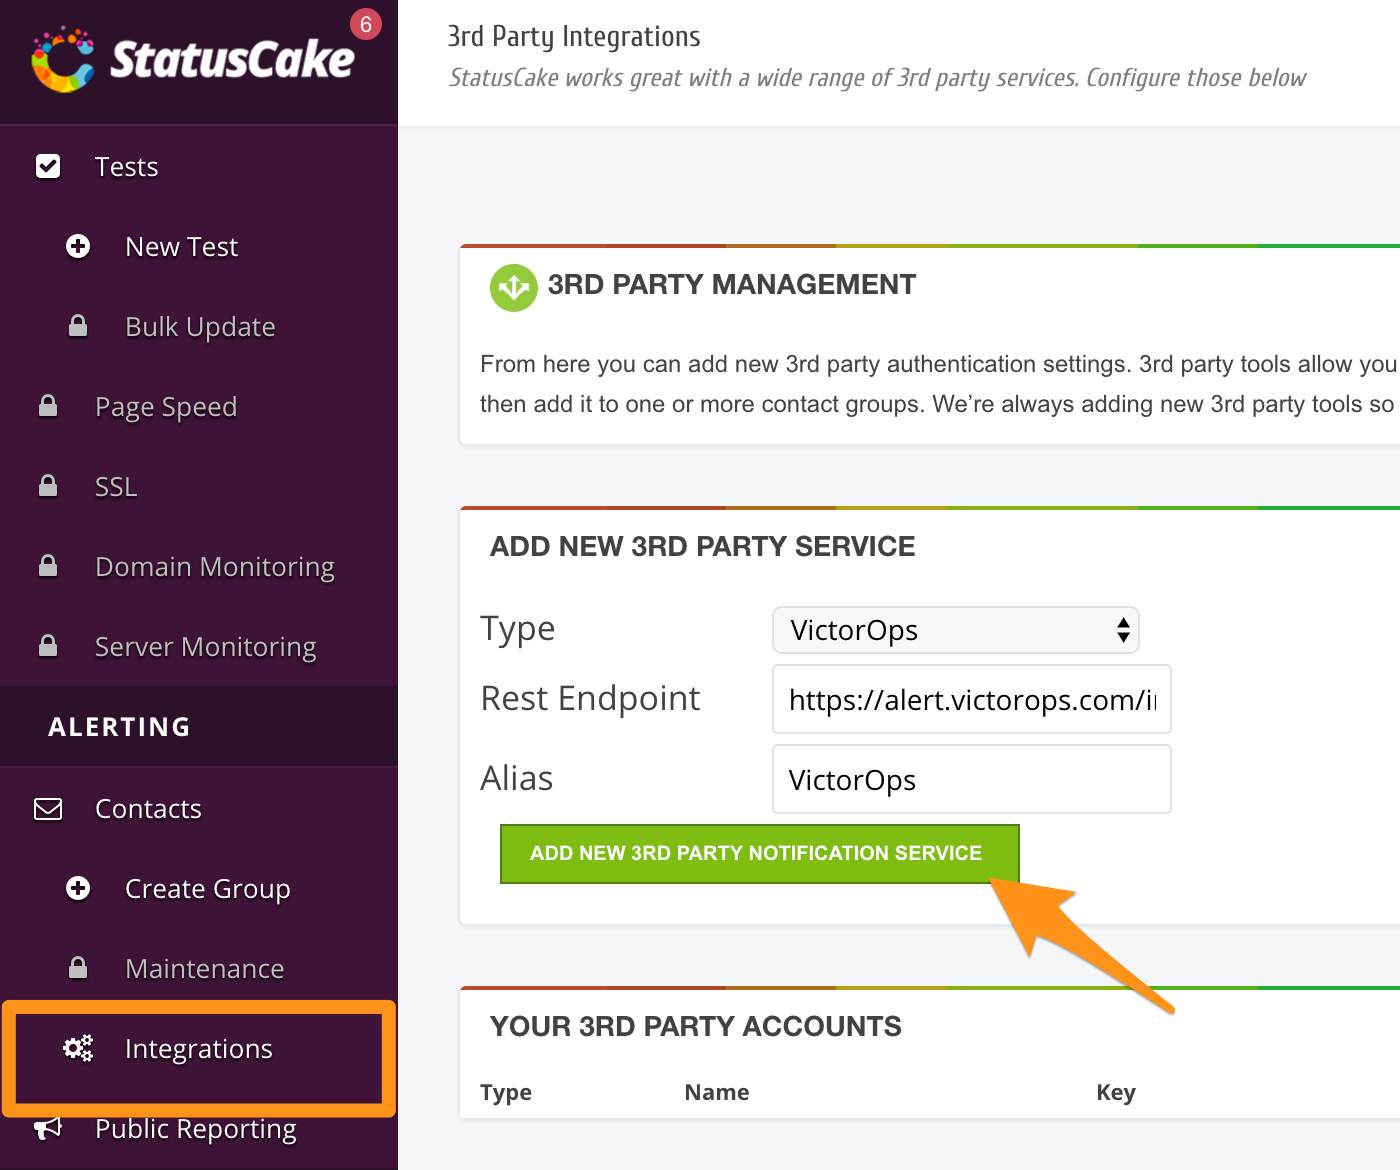 StatusCake
6
Tests
New Test
Bulk Update
Page Speed
SSL
Domain Monitoring
Server Monitoring
ALERTING
Contacts
Create Group
Maintenance
Integrations
Public Reporting
3rd Party Integrations
StatusCake works great with a wide range of 3rd party services. Configure those below
3RD PARTY MANAGEMENT
From here you can add new 3rd party authentication settings. 3rd party tools allow you
then add it to one or more contact groups. We’re always adding new 3rd party tools so
ADD NEW 3RD PARTY SERVICE
Type VictorOps
Rest Endpoint https://alert.victorops.com/i
Alias VictorOps
ADD NEW 3RD PARTY NOTIFICATION SERVICE
YOUR 3RD PARTY ACCOUNTS
Type Name Key